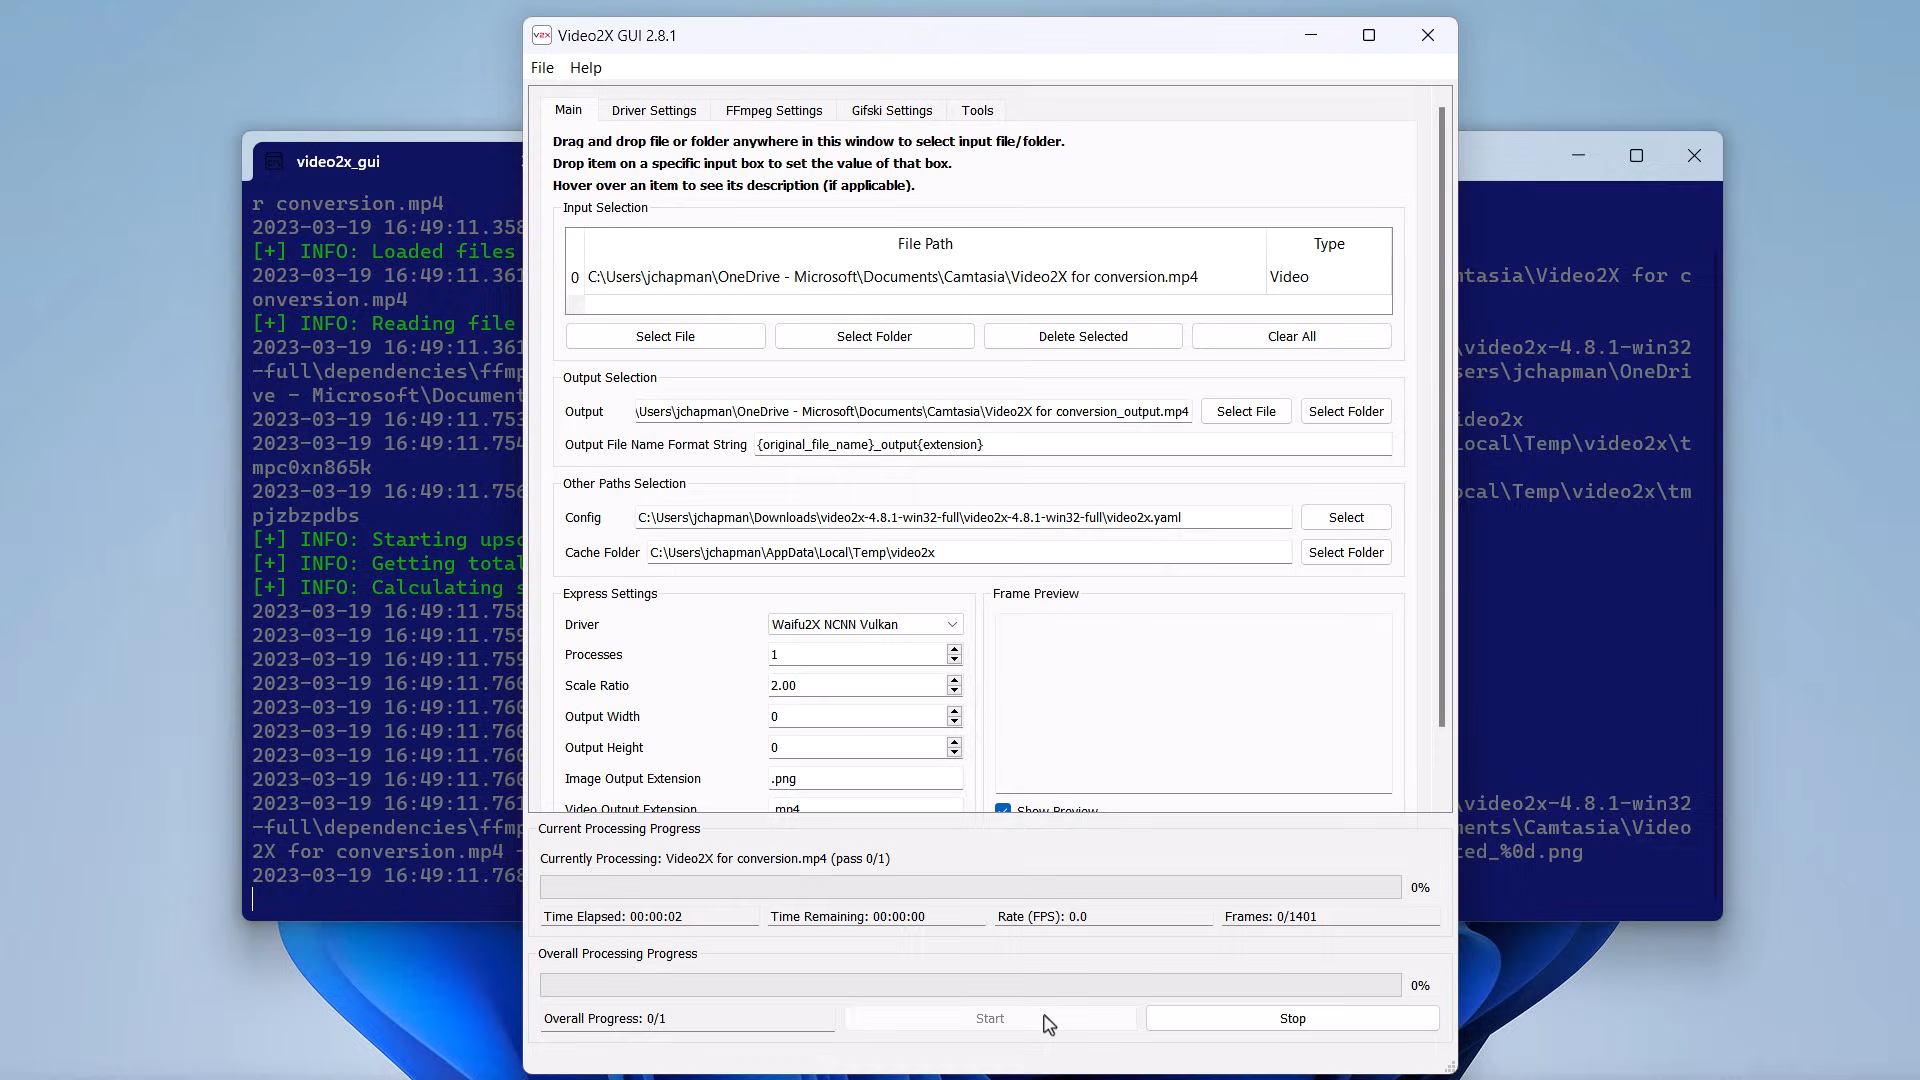 Video2X GUI 2.8.1
File Help
Main Driver Settings FFmpeg Settings Gifski Settings Tools
Drag and drop file or folder anywhere in this window to select input file/folder.
Drop item on a specific input box to set the value of that box.
Hover over an item to see its description (if applicable).
Input Selection
File Path Type
0 C:\Users\jchapman\OneDrive - Microsoft\Documents\Camtasia\Video2X for conversion.mp4 Video
Select File Select Folder Delete Selected Clear All
Output Selection
Output \Users\jchapman\OneDrive - Microsoft\Documents\Camtasia\Video2X for conversion_output.mp4 Select File Select Folder
Output File Name Format String {original_file_name}_output{extension}
Other Paths Selection
Config C:\Users\jchapman\Downloads\video2x-4.8.1-win32-full\video2x-4.8.1-win32-full\video2x.yaml Select
Cache Folder C:\Users\jchapman\AppData\Local\Temp\video2x Select Folder
Express Settings
Driver Waifu2X NCNN Vulkan
Processes 1
Scale Ratio 2.00
Output Width 0
Output Height 0
Image Output Extension .png
Video Output Extension .mp4
Frame Preview
Show Preview
Current Processing Progress
Currently Processing: Video2X for conversion.mp4 (pass 0/1)
0%
Time Elapsed: 00:00:02 Time Remaining: 00:00:00 Rate (FPS): 0.0 Frames: 0/1401
Overall Processing Progress
0%
Overall Progress: 0/1 Start Stop
video2x_gui
r conversion.mp4
2023-03-19 16:49:11.358
[+] INFO: Loaded files
2023-03-19 16:49:11.361 mtasia\Video2X for c
onversion.mp4
[+] INFO: Reading file
2023-03-19 16:49:11.361 \video2x-4.8.1-win32
-full\dependencies\ffmp sers\jchapman\OneDri
ve - Microsoft\Document
2023-03-19 16:49:11.753 ideo2x
2023-03-19 16:49:11.754 ocal\Temp\video2x\t
mpc0xn865k
2023-03-19 16:49:11.756 ocal\Temp\video2x\tm
pjzbzpdbs
[+] INFO: Starting upsc
[+] INFO: Getting total
[+] INFO: Calculating s
2023-03-19 16:49:11.758
2023-03-19 16:49:11.759
2023-03-19 16:49:11.759
2023-03-19 16:49:11.760
2023-03-19 16:49:11.760
2023-03-19 16:49:11.760
2023-03-19 16:49:11.760
2023-03-19 16:49:11.760
2023-03-19 16:49:11.761 \video2x-4.8.1-win32
-full\dependencies\ffmp ments\Camtasia\Video
2X for conversion.mp4 - ted_%0d.png
2023-03-19 16:49:11.768